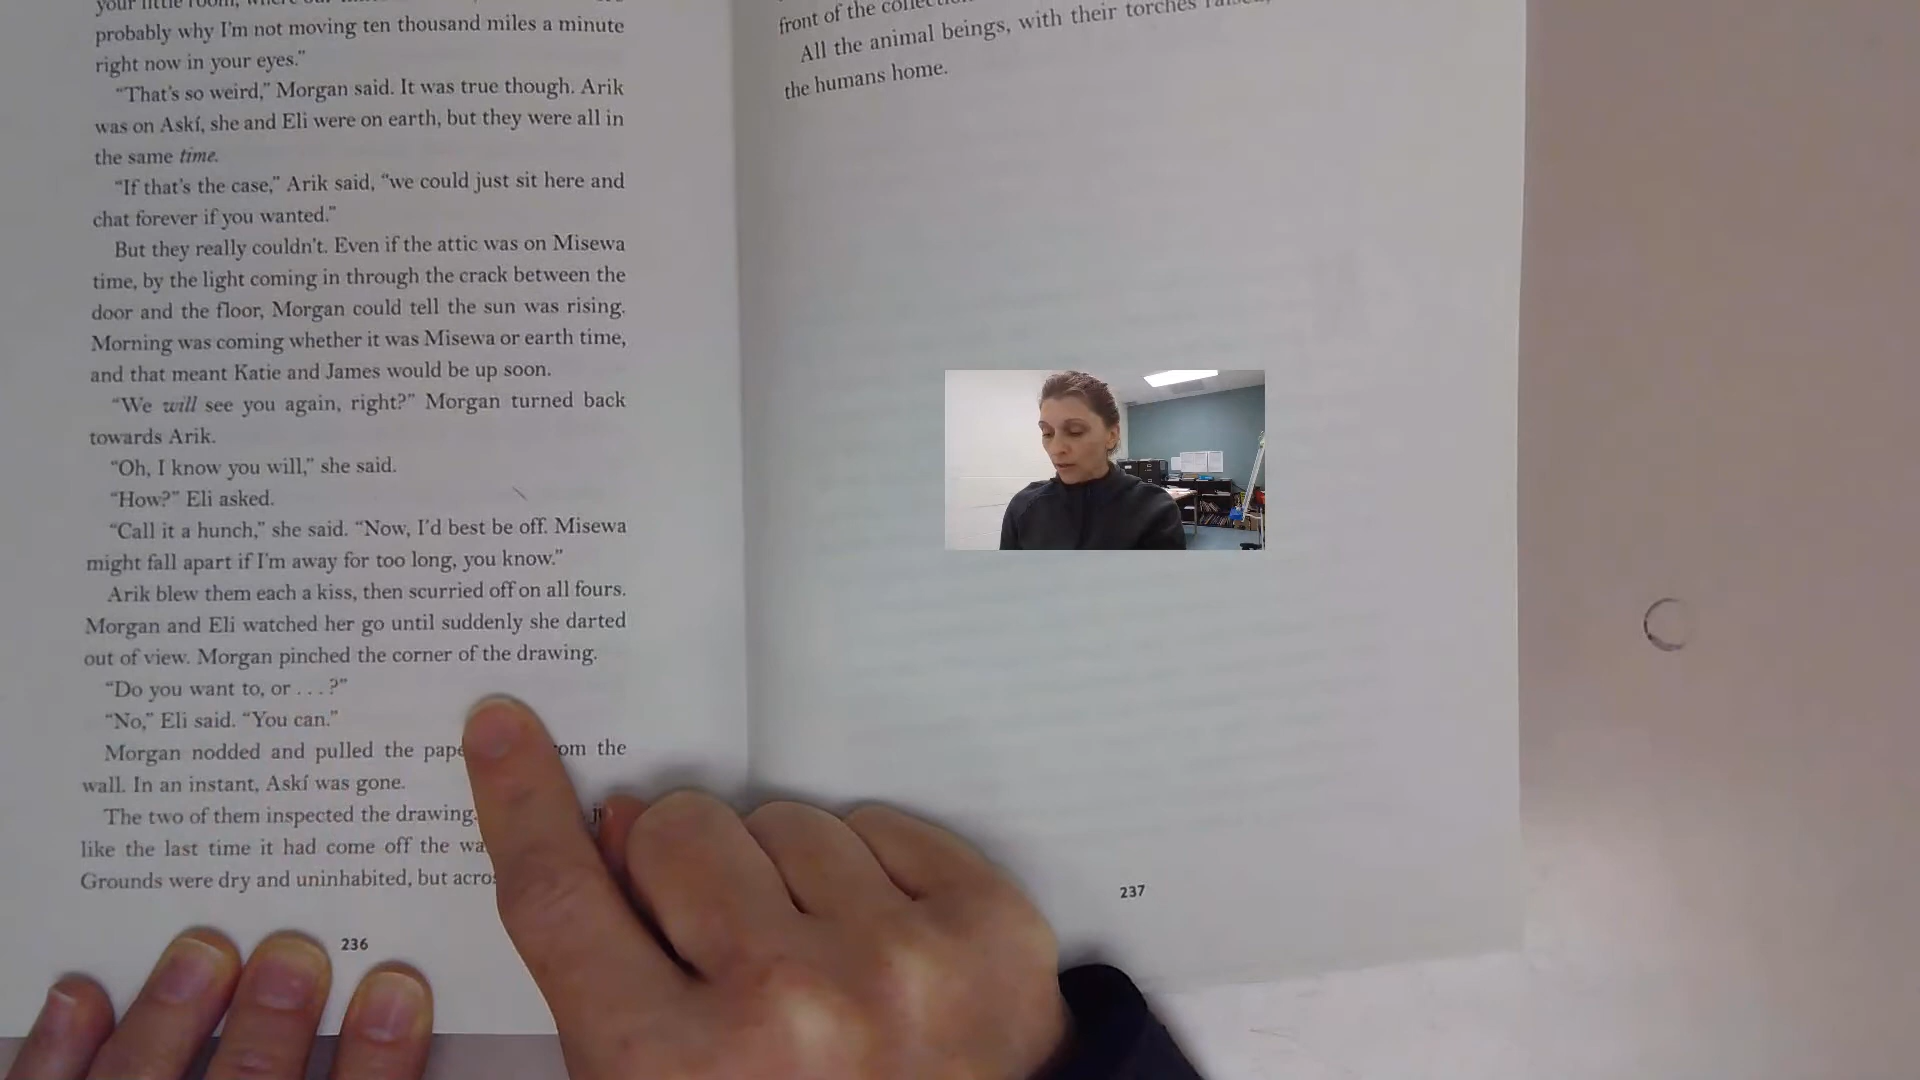 your little room,
probably why I'm not moving ten thousand miles a minute
right now in your eyes."
"That's so weird," Morgan said. It was true though. Arik
was on Askí, she and Eli were on earth, but they were all in
the same time.
"If that's the case," Arik said, "we could just sit here and
chat forever if you wanted."
But they really couldn't. Even if the attic was on Misewa
time, by the light coming in through the crack between the
door and the floor, Morgan could tell the sun was rising.
Morning was coming whether it was Misewa or earth time,
and that meant Katie and James would be up soon.
"We will see you again, right?" Morgan turned back
towards Arik.
"Oh, I know you will," she said.
"How?" Eli asked.
"Call it a hunch," she said. "Now, I'd best be off. Misewa
might fall apart if I'm away for too long, you know."
Arik blew them each a kiss, then scurried off on all fours.
Morgan and Eli watched her go until suddenly she darted
out of view. Morgan pinched the corner of the drawing.
"Do you want to, or . . . ?"
"No," Eli said. "You can."
Morgan nodded and pulled the the
wall. In an instant, Askí was gone.
The two of them inspected the drawing.
like the last time it had come off the
Grounds were dry and uninhabited, but
236
front of the
All the animal beings, with their torches raised,
the humans home.
237